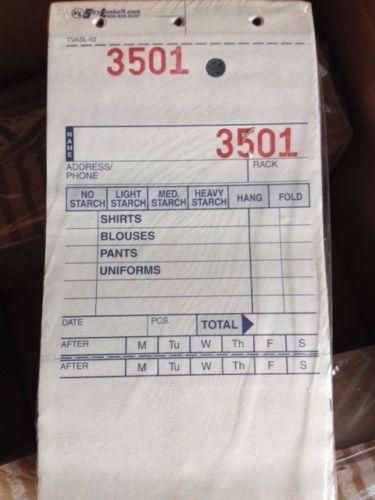 TVASL-02
3501
3501
NAME
ADDRESS/
PHONE
RACK
NO STARCH LIGHT STARCH MED. STARCH HEAVY STARCH HANG FOLD
SHIRTS
BLOUSES
PANTS
UNIFORMS
DATE PCS. TOTAL
AFTER M Tu W Th F S
AFTER M Tu W Th F S